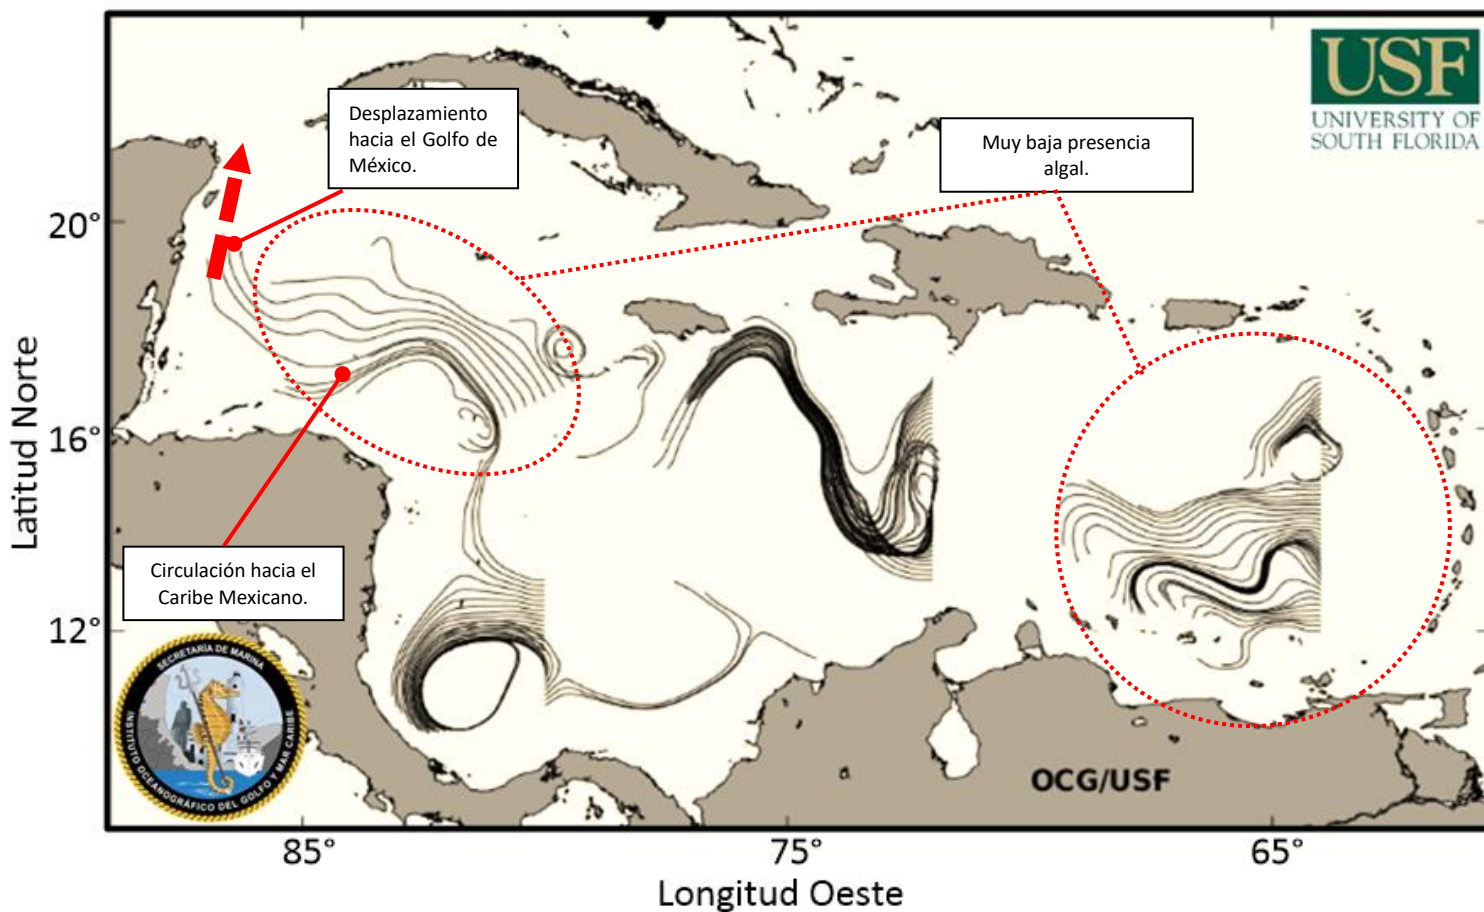 USF
UNIVERSITY OF
SOUTH FLORIDA
Desplazamiento
hacia el Golfo de
México.
Muy baja presencia
algal.
20°
16°
12°
Latitud Norte
Circulación hacia el
Caribe Mexicano.
SECRETARÍA DE MARINA
INSTITUTO OCEANOGRÁFICO DEL GOLFO Y MAR CARIBE
OCG/USF
85°
75°
65°
Longitud Oeste